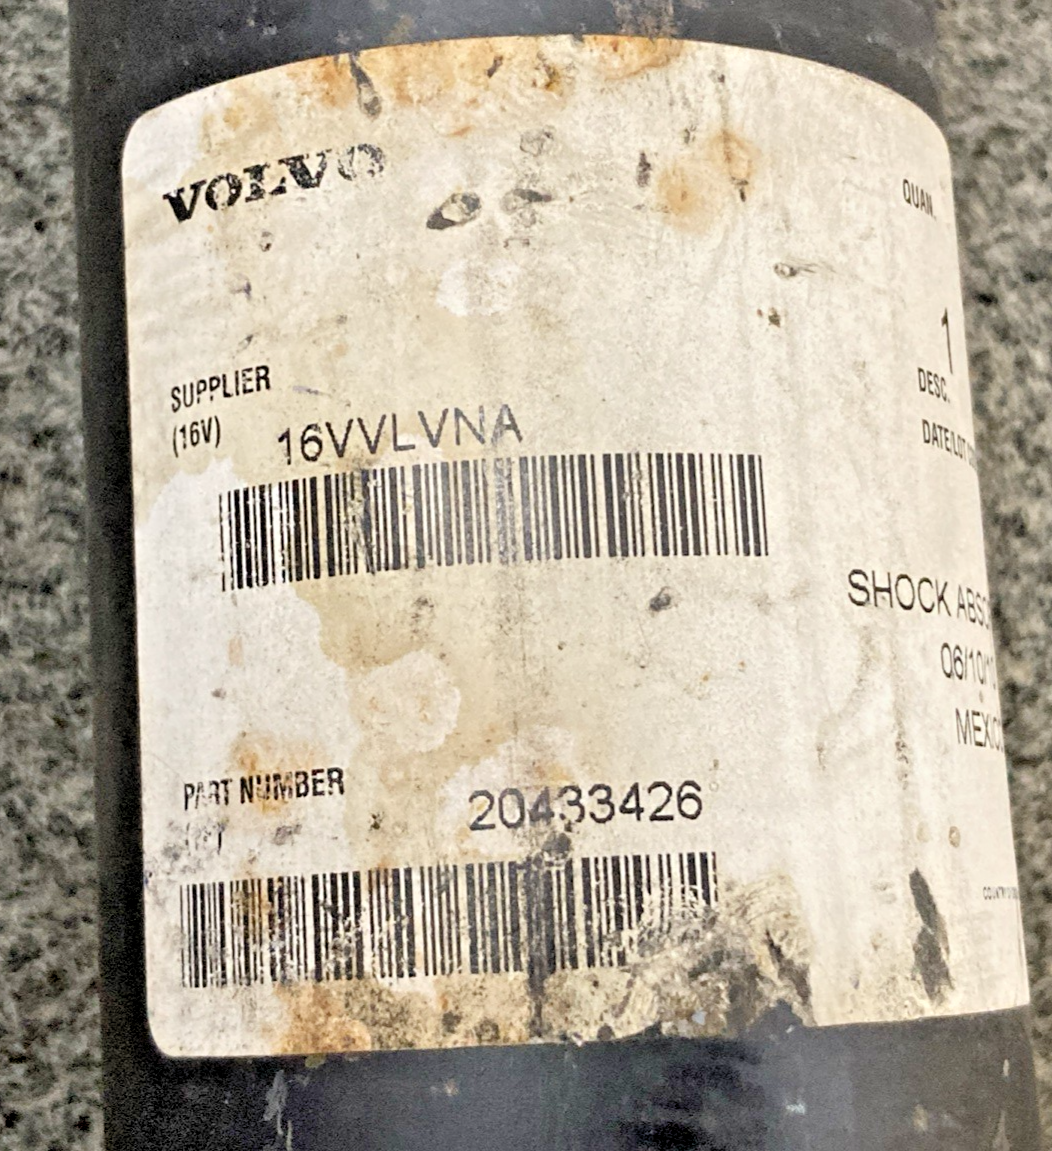 VOLVO
QUAN.
1
SUPPLIER
(16V) 16VVLVNA
DESC.
SHOCK
PART NUMBER
20433426